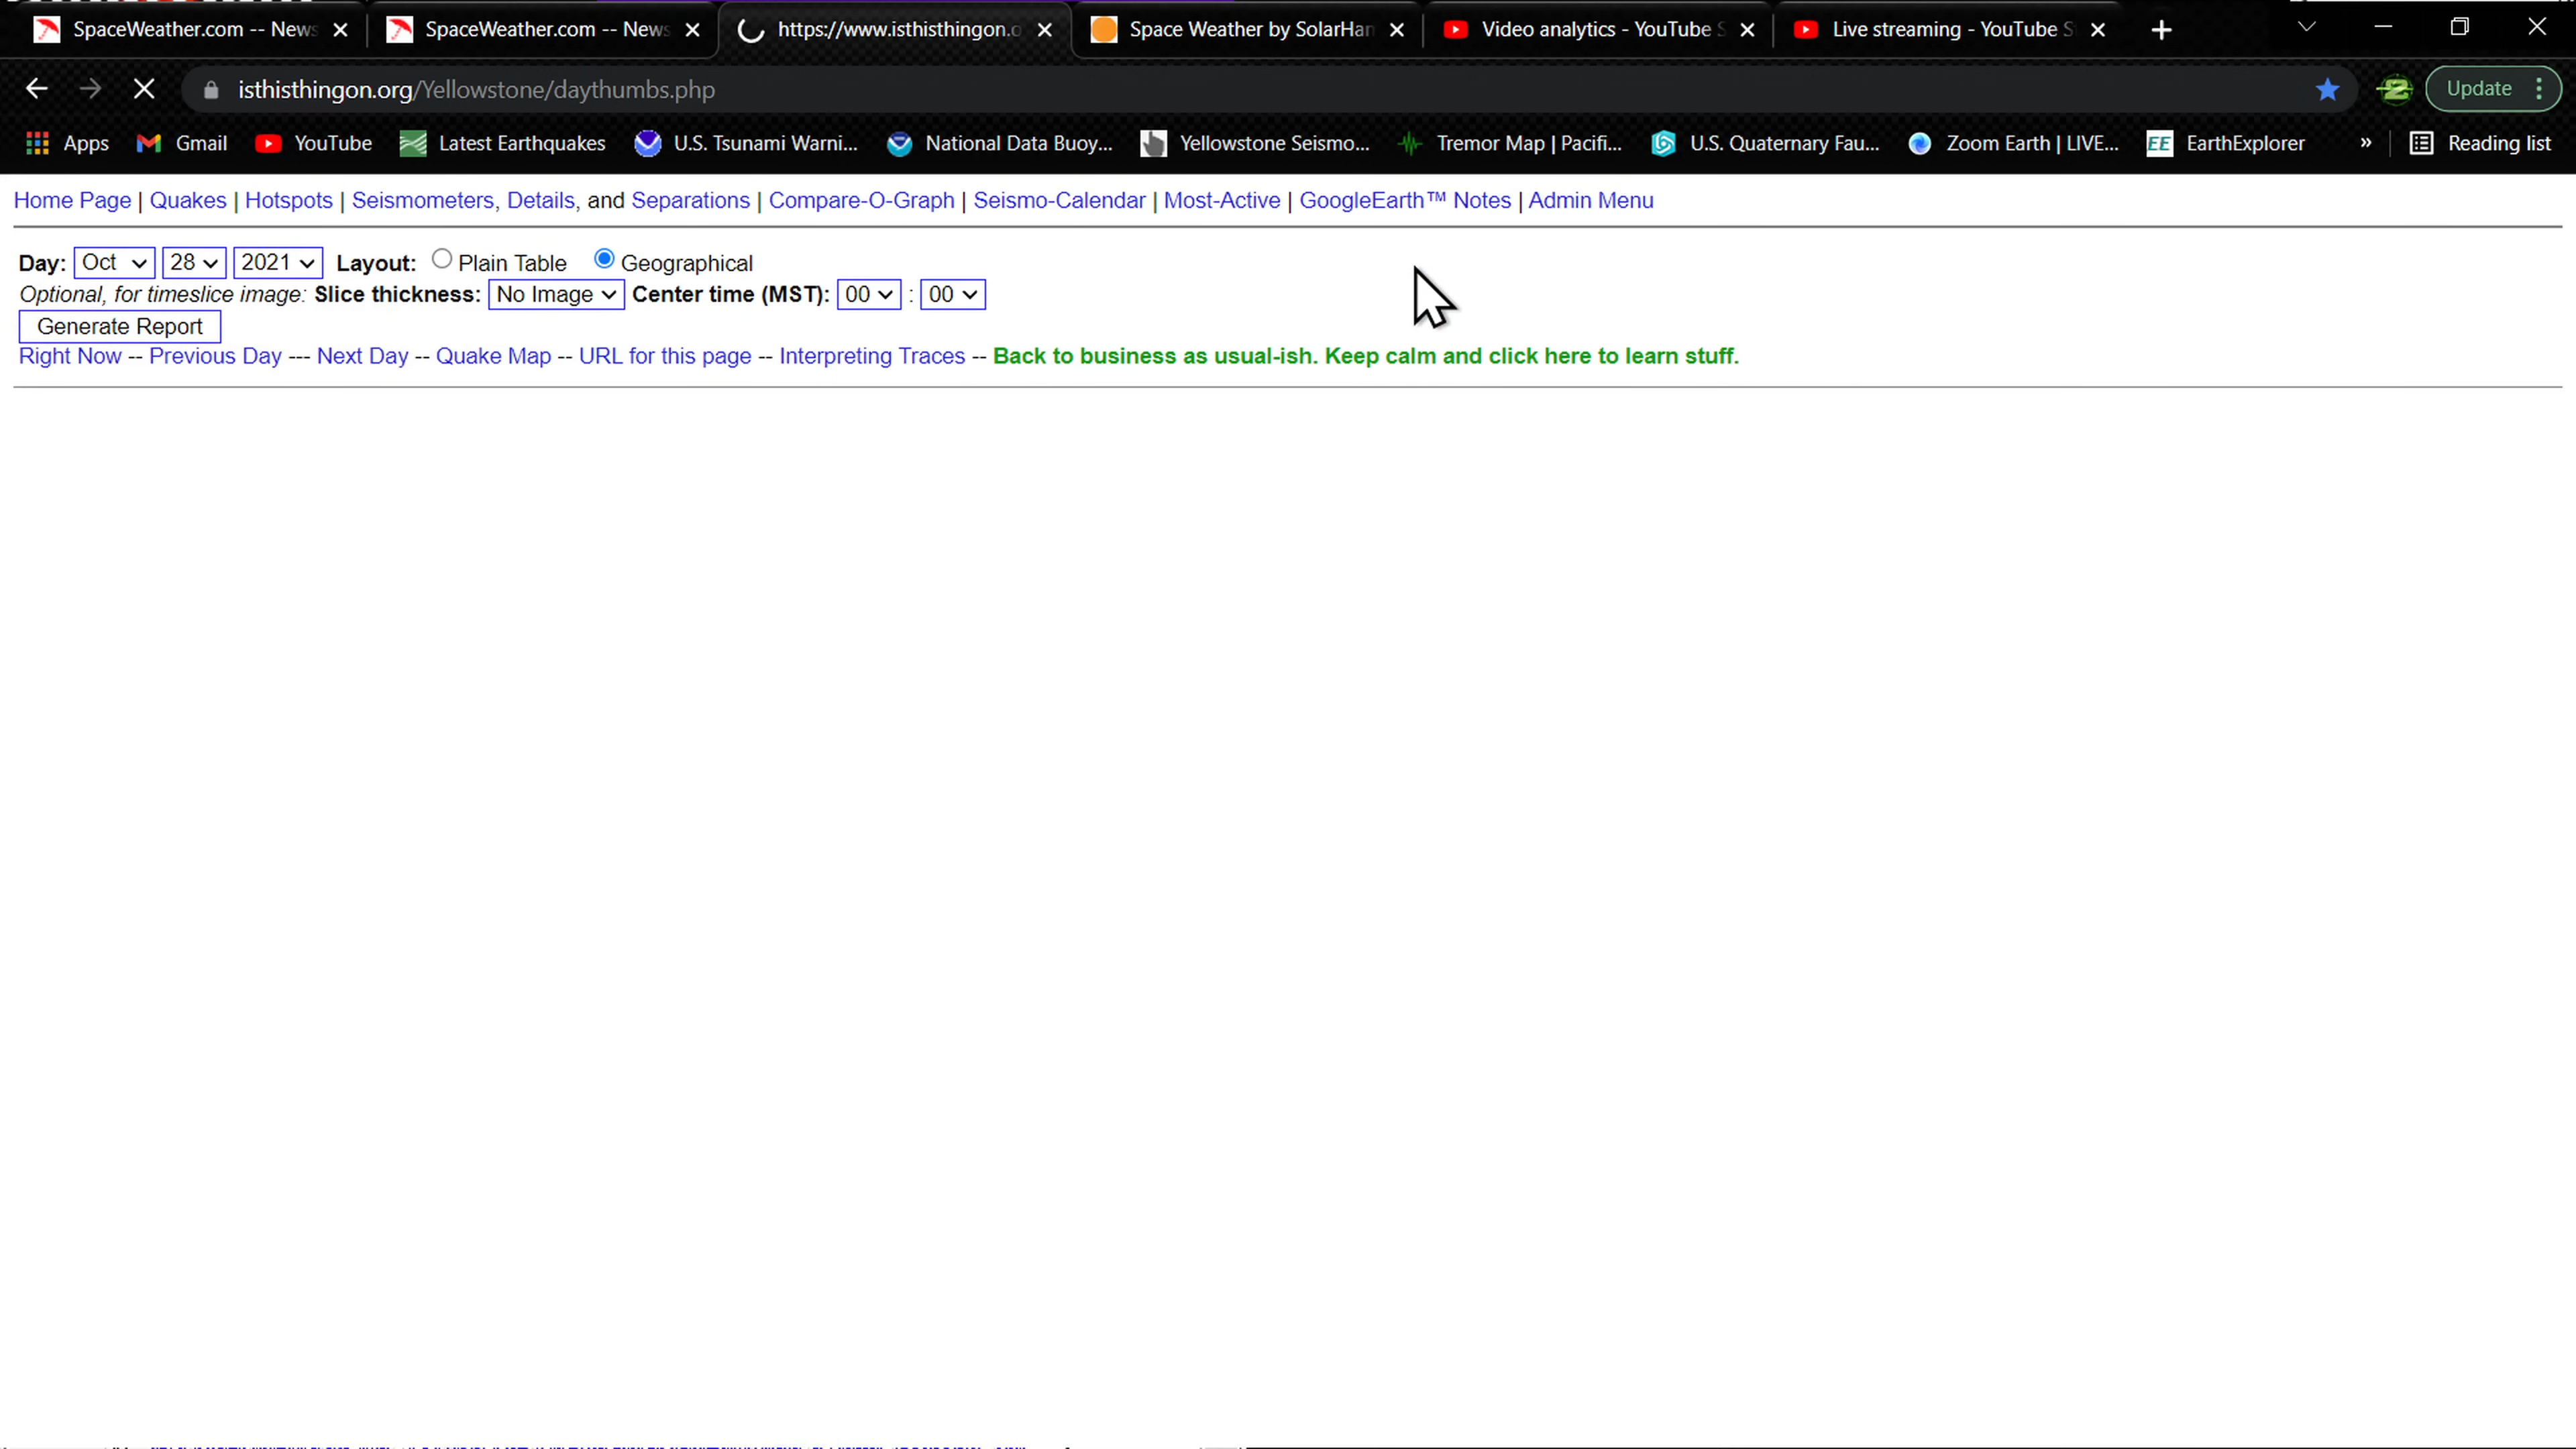 SpaceWeather.com -- News
SpaceWeather.com -- News
https://www.isthisthingon.o
Space Weather by SolarHam
Video analytics - YouTube S
Live streaming - YouTube S
isthisthingon.org/Yellowstone/daythumbs.php
Update
Apps
Gmail
YouTube
Latest Earthquakes
U.S. Tsunami Warni...
National Data Buoy...
Yellowstone Seismo...
Tremor Map | Pacifi...
U.S. Quaternary Fau...
Zoom Earth | LIVE...
EE EarthExplorer
»
Reading list
Home Page | Quakes | Hotspots | Seismometers, Details, and Separations | Compare-O-Graph | Seismo-Calendar | Most-Active | GoogleEarth™ Notes | Admin Menu
Day: Oct 28 2021 Layout: Plain Table Geographical
Optional, for timeslice image: Slice thickness: No Image Center time (MST): 00 : 00
Generate Report
Right Now -- Previous Day --- Next Day -- Quake Map -- URL for this page -- Interpreting Traces -- Back to business as usual-ish. Keep calm and click here to learn stuff.